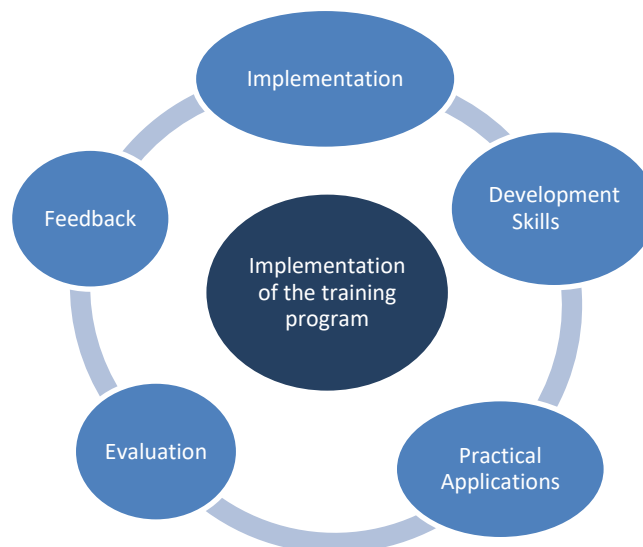 Implementation
Development
Skills
Practical
Applications
Evaluation
Feedback
Implementation
of the training
program